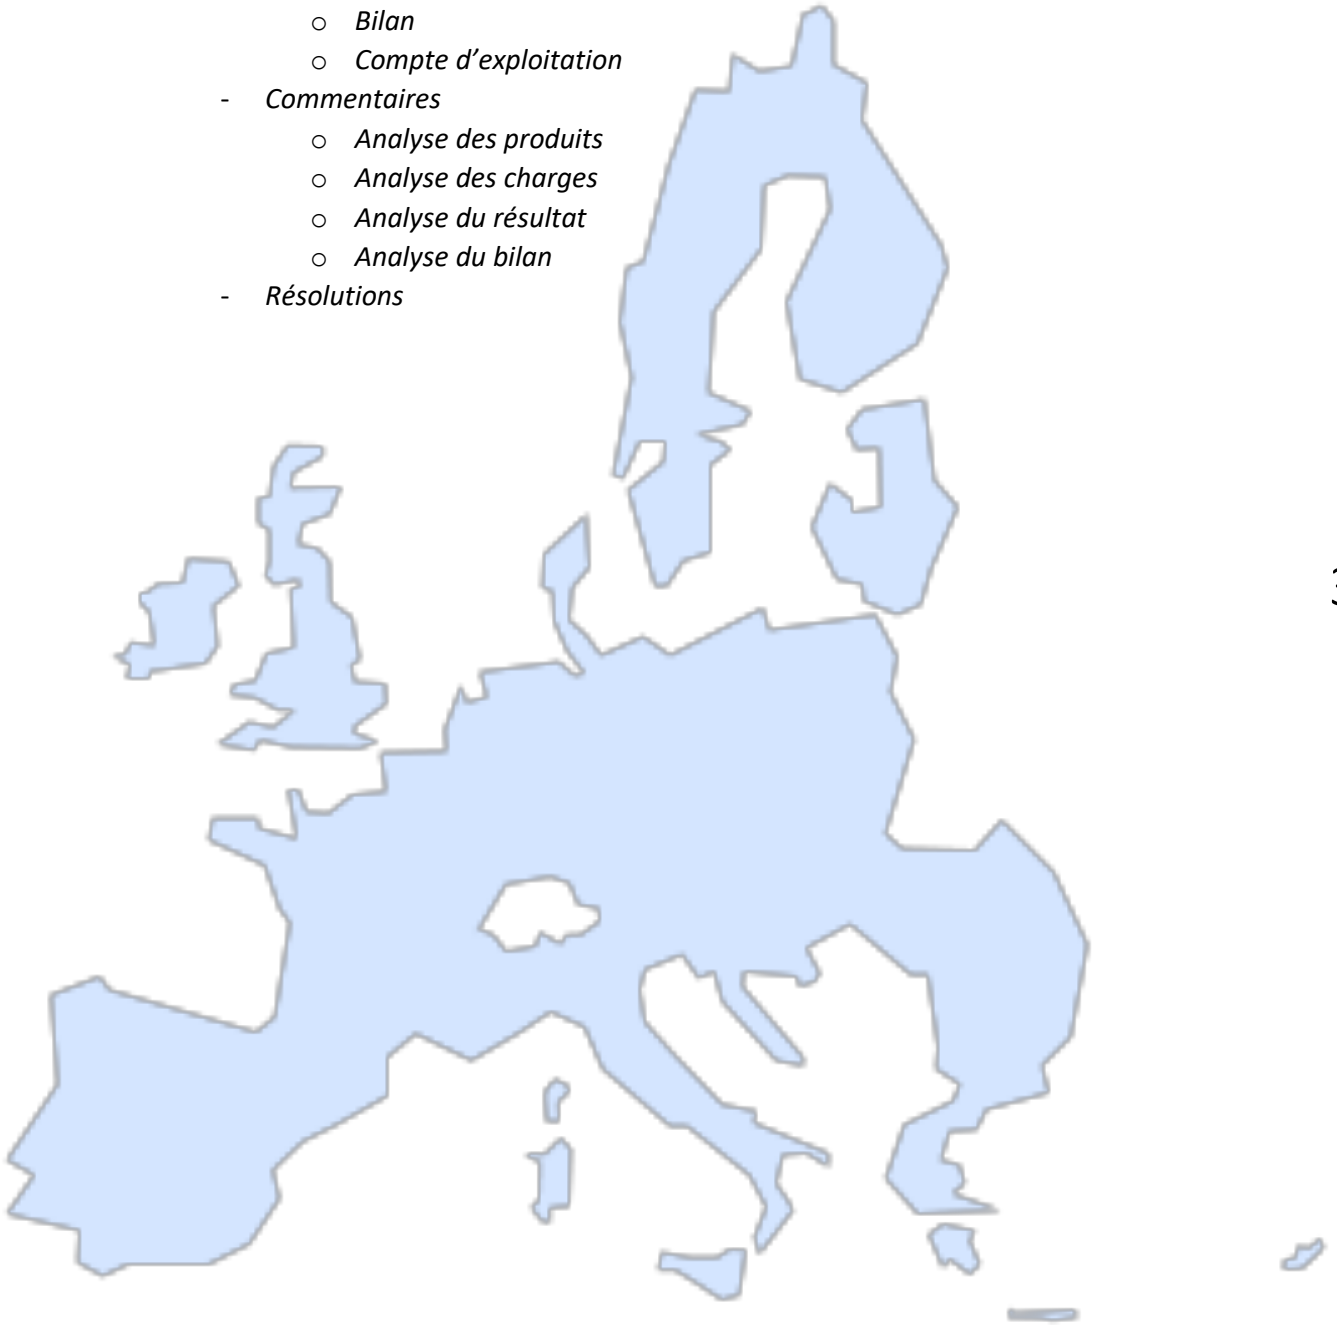 o Bilan
o Compte d’exploitation
- Commentaires
o Analyse des produits
o Analyse des charges
o Analyse du résultat
o Analyse du bilan
- Résolutions